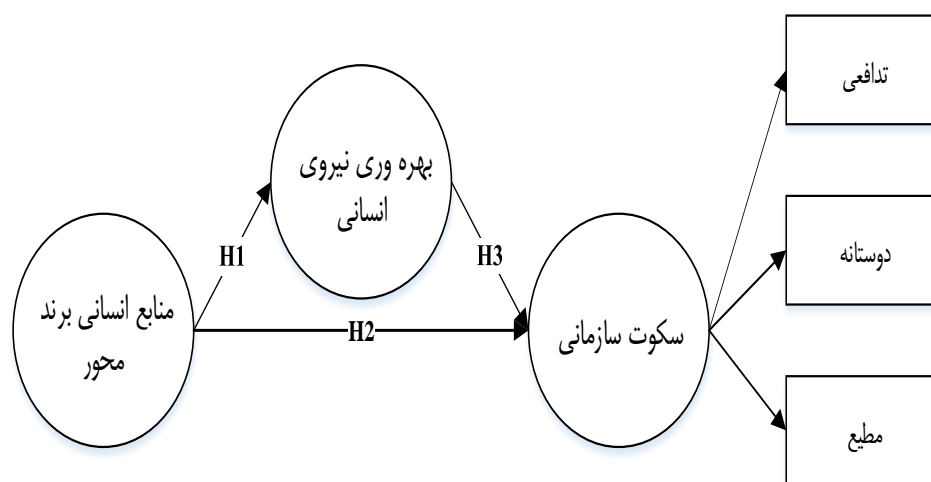 تدافعی
بهره وری نیروی
انسانی
H1
H3
دوستانه
منابع انسانی برند
محور
H2
سکوت سازمانی
مطیع